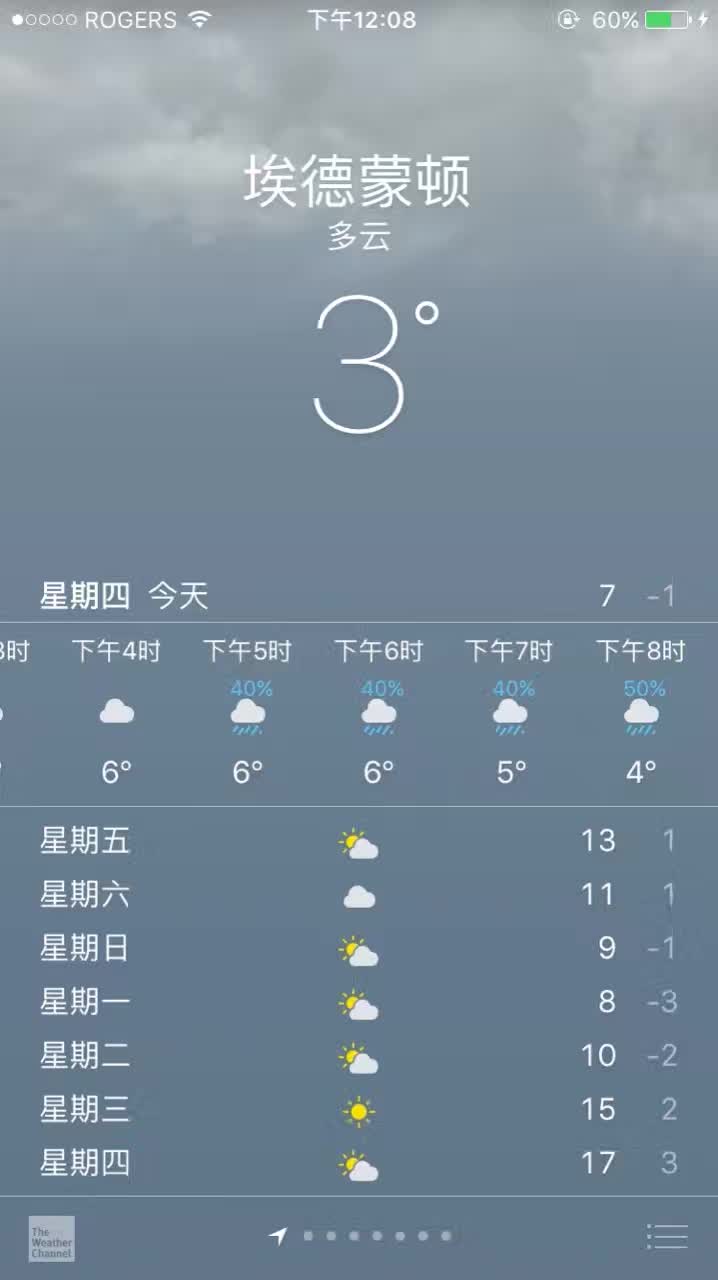 ROGERS 下午12:08 60%
埃德蒙顿
多云
3°
星期四 今天 7 -1
3时 下午4时 下午5时 下午6时 下午7时 下午8时
40% 40% 40% 50%
6° 6° 6° 5° 4°
星期五 13 1
星期六 11 1
星期日 9 -1
星期一 8 -3
星期二 10 -2
星期三 15 2
星期四 17 3
The
Weather
Channel